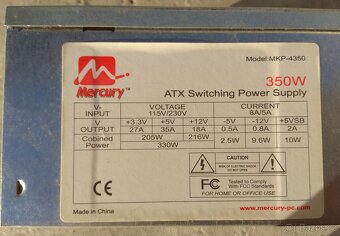 Model:MKP-4350
350W
Mercury™
ATX Switching Power Supply
V~ INPUT VOLTAGE 115V/230V CURRENT 8A/5A
V OUTPUT +3.3V +5V +12V -5V -12V +5VSB
27A 35A 18A 0.5A 0.8A 2A
Cobined Power 205W 216W 2.5W 9.6W 10W
330W
CAUTION!
FC Tested to Comply
with FCC Standards
FOR HOME OR OFFICE USE
CE
Made in China
www.mercury-pc.com